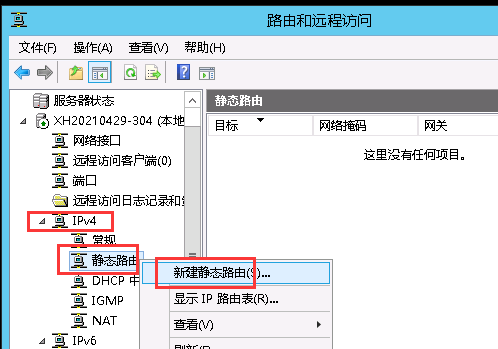 路由和远程访问
文件(F) 操作(A) 查看(V) 帮助(H)
服务器状态
XH20210429-304 (本地
网络接口
远程访问客户端(0)
端口
远程访问日志记录和
IPv4
常规
静态路由
DHCP 中
IGMP
NAT
IPv6
静态路由
目标 网络掩码 网关
这里没有任何项目。
新建静态路由(S)...
显示 IP 路由表(R)...
查看(V)